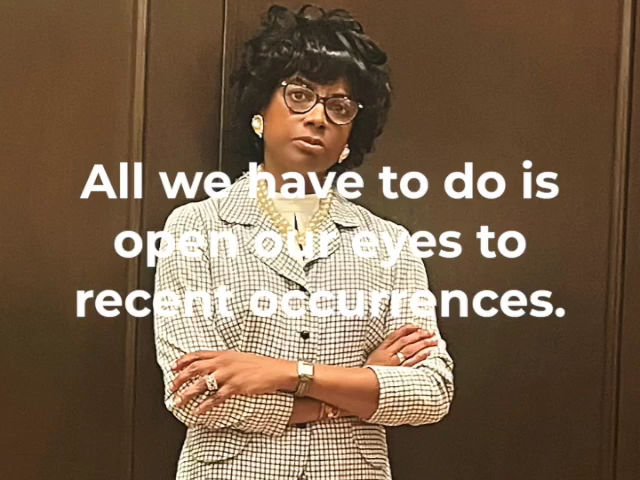 All we have to do is
open our eyes to
recent occurrences.